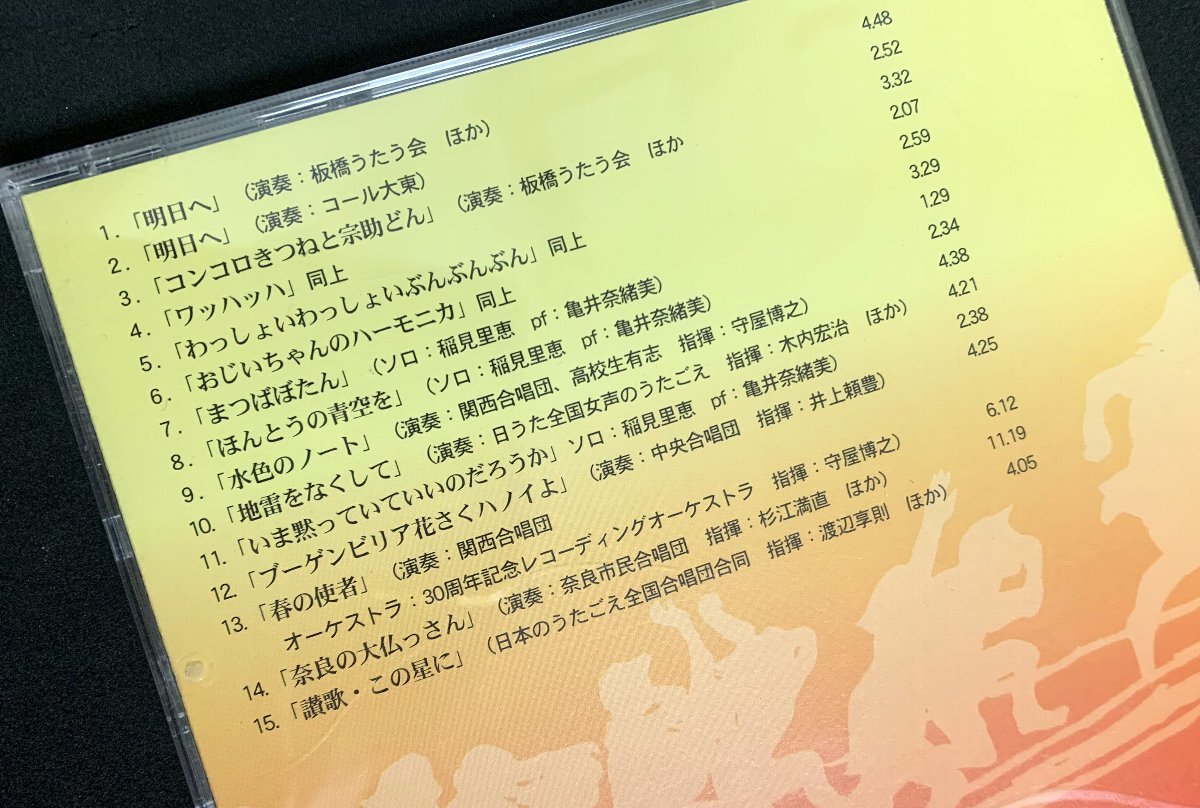 1. 「明日へ」（演奏：板橋うたう会　ほか） 4.48
2. 「明日へ」（演奏：コール大東） 2.52
3. 「コンコロきつねと宗助どん」（演奏：板橋うたう会　ほか 3.32
4. 「ワッハッハ」同上 2.07
5. 「わっしょいわっしょいぶんぶんぶん」同上 2.59
6. 「おじいちゃんのハーモニカ」同上 3.29
7. 「まつばぼたん」（ソロ：稲見里恵　pf：亀井奈緒美） 1.29
8. 「ほんとうの青空を」（ソロ：稲見里恵　pf：亀井奈緒美） 2.34
9. 「水色のノート」（演奏：関西合唱団、高校生有志　指揮：守屋博之） 4.38
10. 「地雷をなくして」（演奏：日うた全国女声のうたごえ　指揮：木内宏治　ほか） 4.21
11. 「いま黙っていていいのだろうか」ソロ：稲見里恵　pf：亀井奈緒美） 2.38
12. 「ブーゲンビリア花さくハノイよ」（演奏：中央合唱団　指揮：井上頼豊） 4.25
13. 「春の使者」（演奏：関西合唱団
オーケストラ：30周年記念レコーディングオーケストラ　指揮：守屋博之） 6.12
14. 「奈良の大仏っさん」（演奏：奈良市民合唱団　指揮：杉江満直　ほか） 11.19
15. 「讃歌・この星に」（日本のうたごえ全国合唱団合同　指揮：渡辺享則　ほか） 4.05